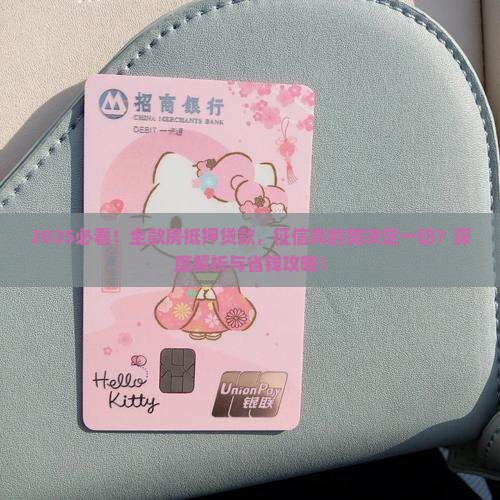 招商银行
CHINA MERCHANTS BANK
DEBIT 一卡通
2025必看！全款房抵押贷款，征信真的能决定一切？深
度解析与省钱攻略！
Hello
Kitty
UnionPay
银联